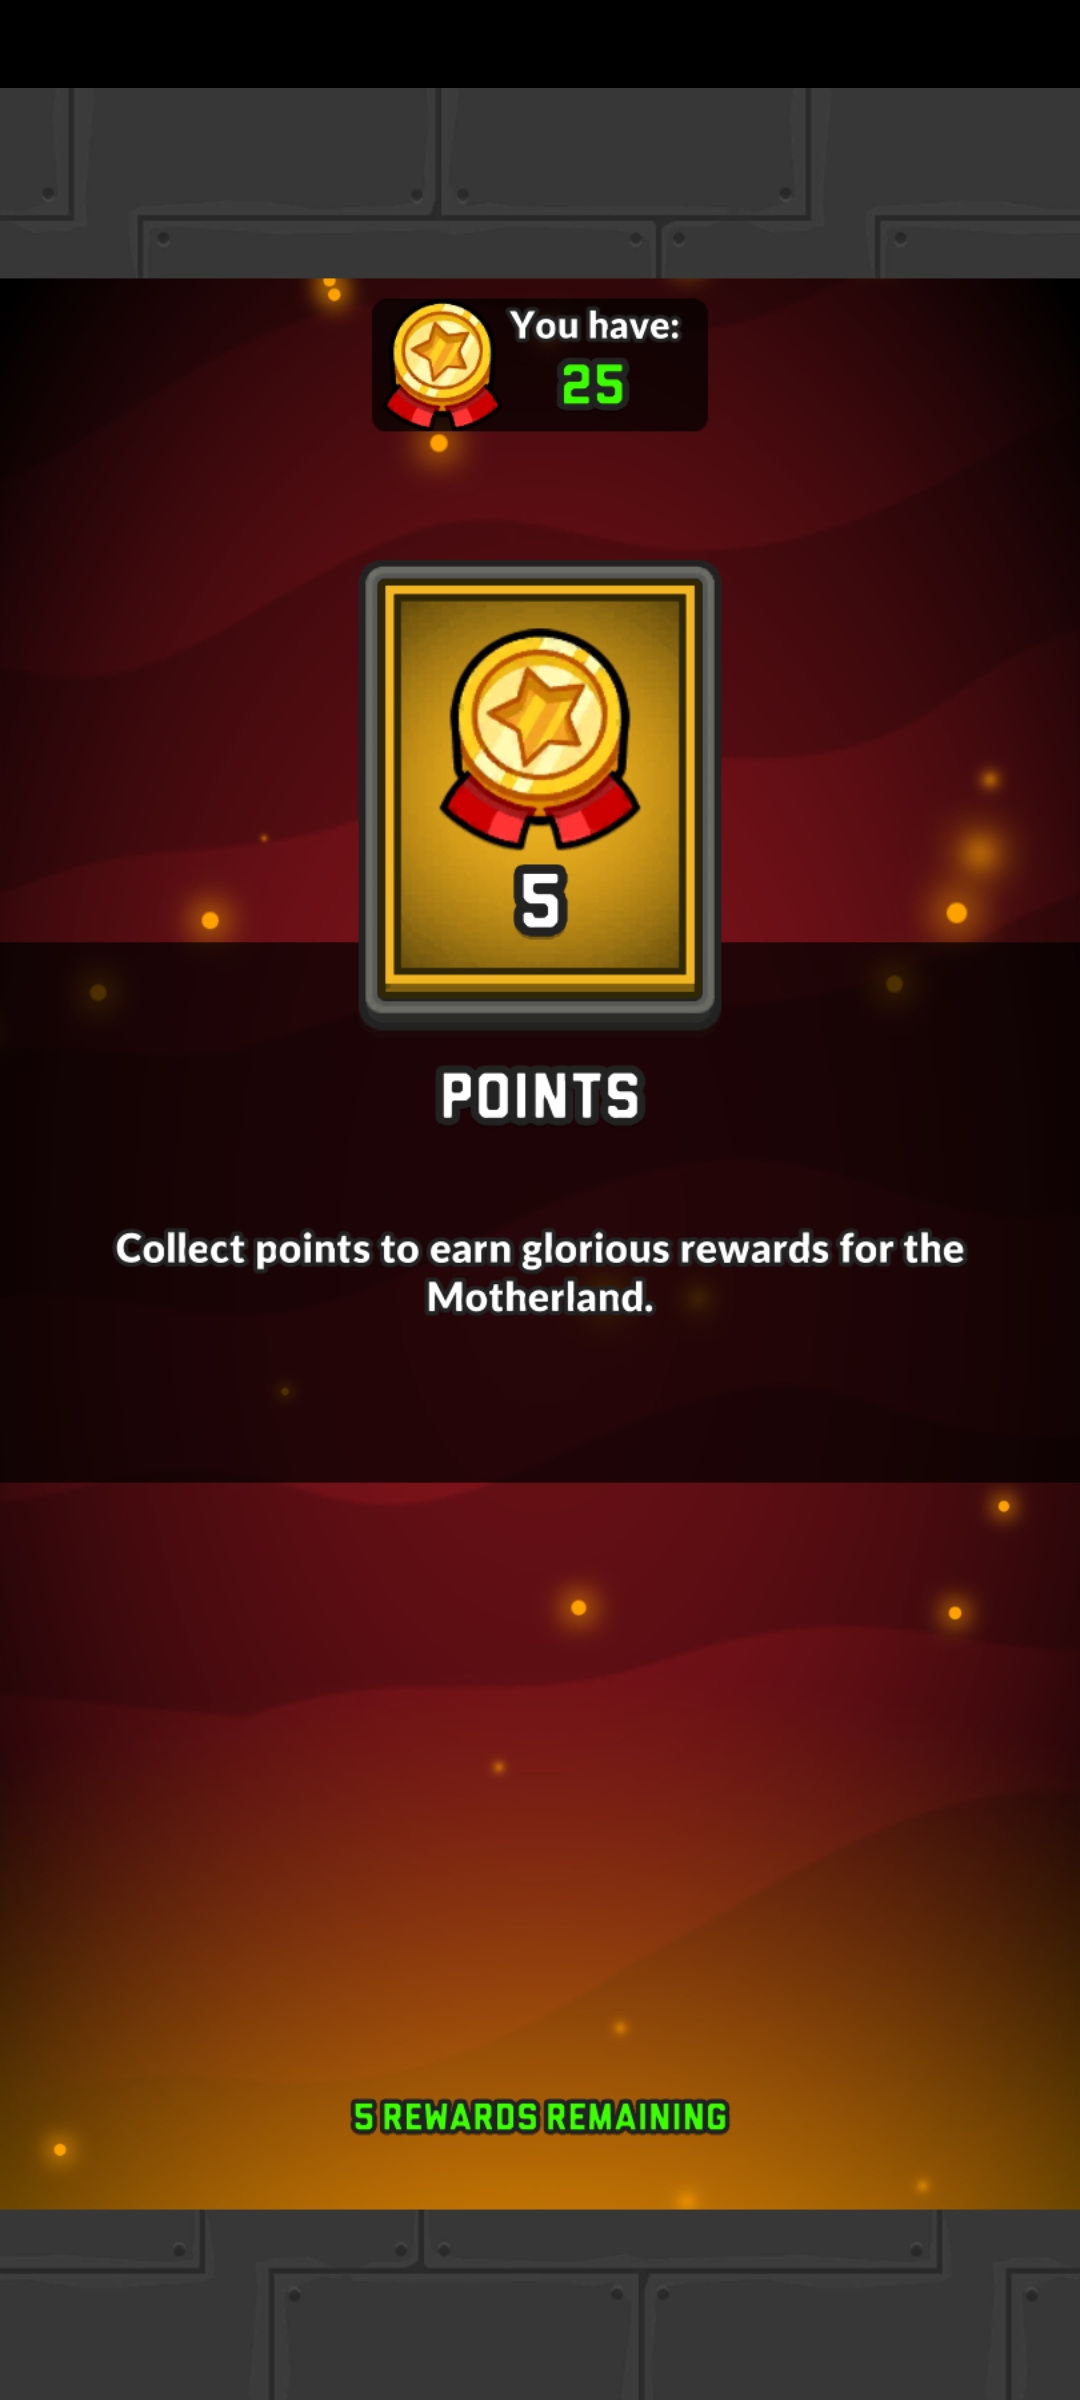 You have:
25
5
POINTS
Collect points to earn glorious rewards for the
Motherland.
5 REWARDS REMAINING